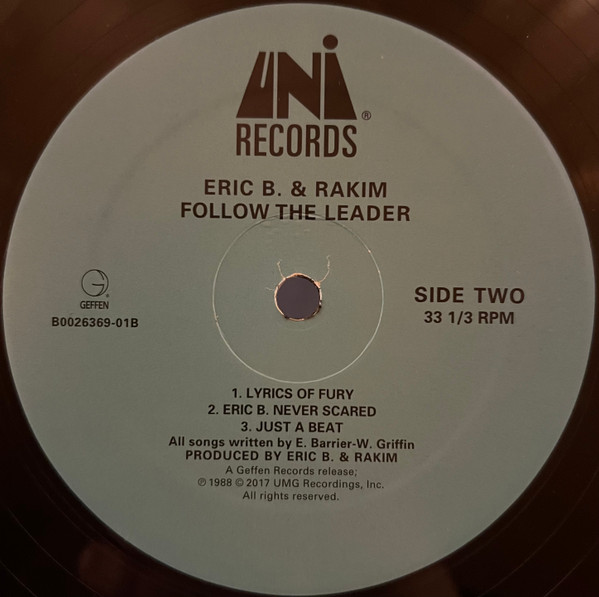 UNI
®
RECORDS
ERIC B. & RAKIM
FOLLOW THE LEADER
G®
GEFFEN
B0026369-01B
SIDE TWO
33 1/3 RPM
1. LYRICS OF FURY
2. ERIC B. NEVER SCARED
3. JUST A BEAT
All songs written by E. Barrier-W. Griffin
PRODUCED BY ERIC B. & RAKIM
A Geffen Records release;
℗ 1988 © 2017 UMG Recordings, Inc.
All rights reserved.